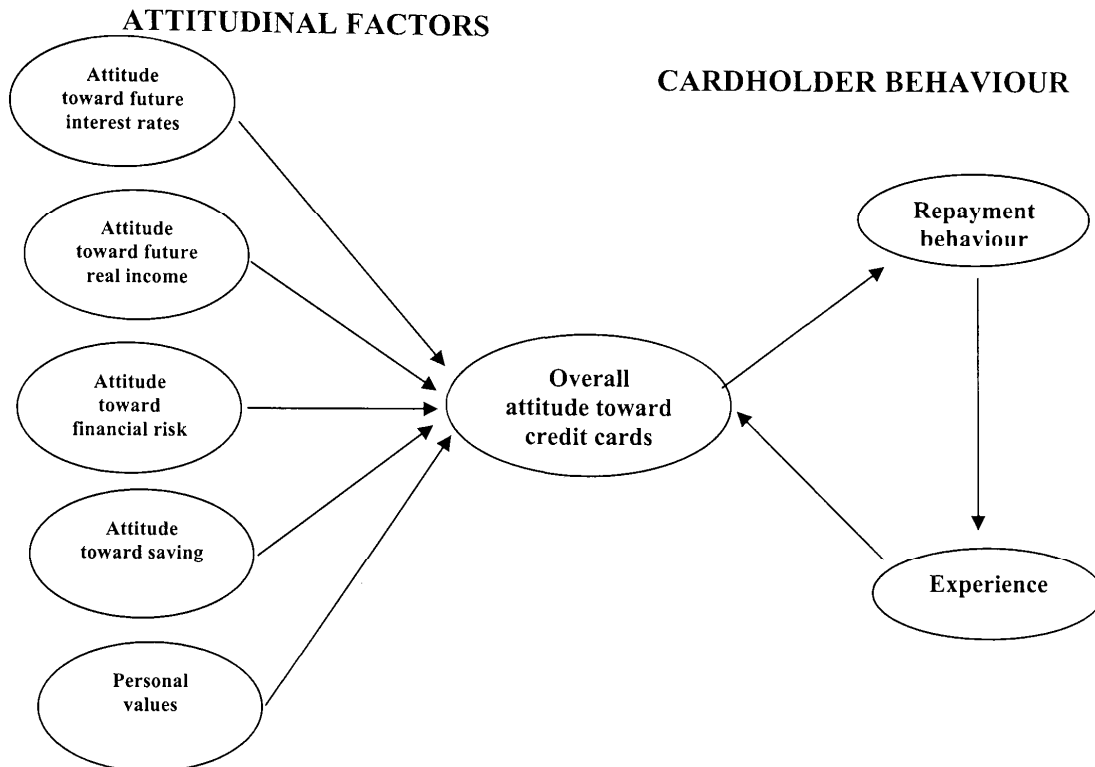 ATTITUDINAL FACTORS
Attitude
toward future
interest rates
CARDHOLDER BEHAVIOUR
Attitude
toward future
real income
Repayment
behaviour
Attitude
toward
financial risk
Overall
attitude toward
credit cards
Attitude
toward saving
Experience
Personal
values